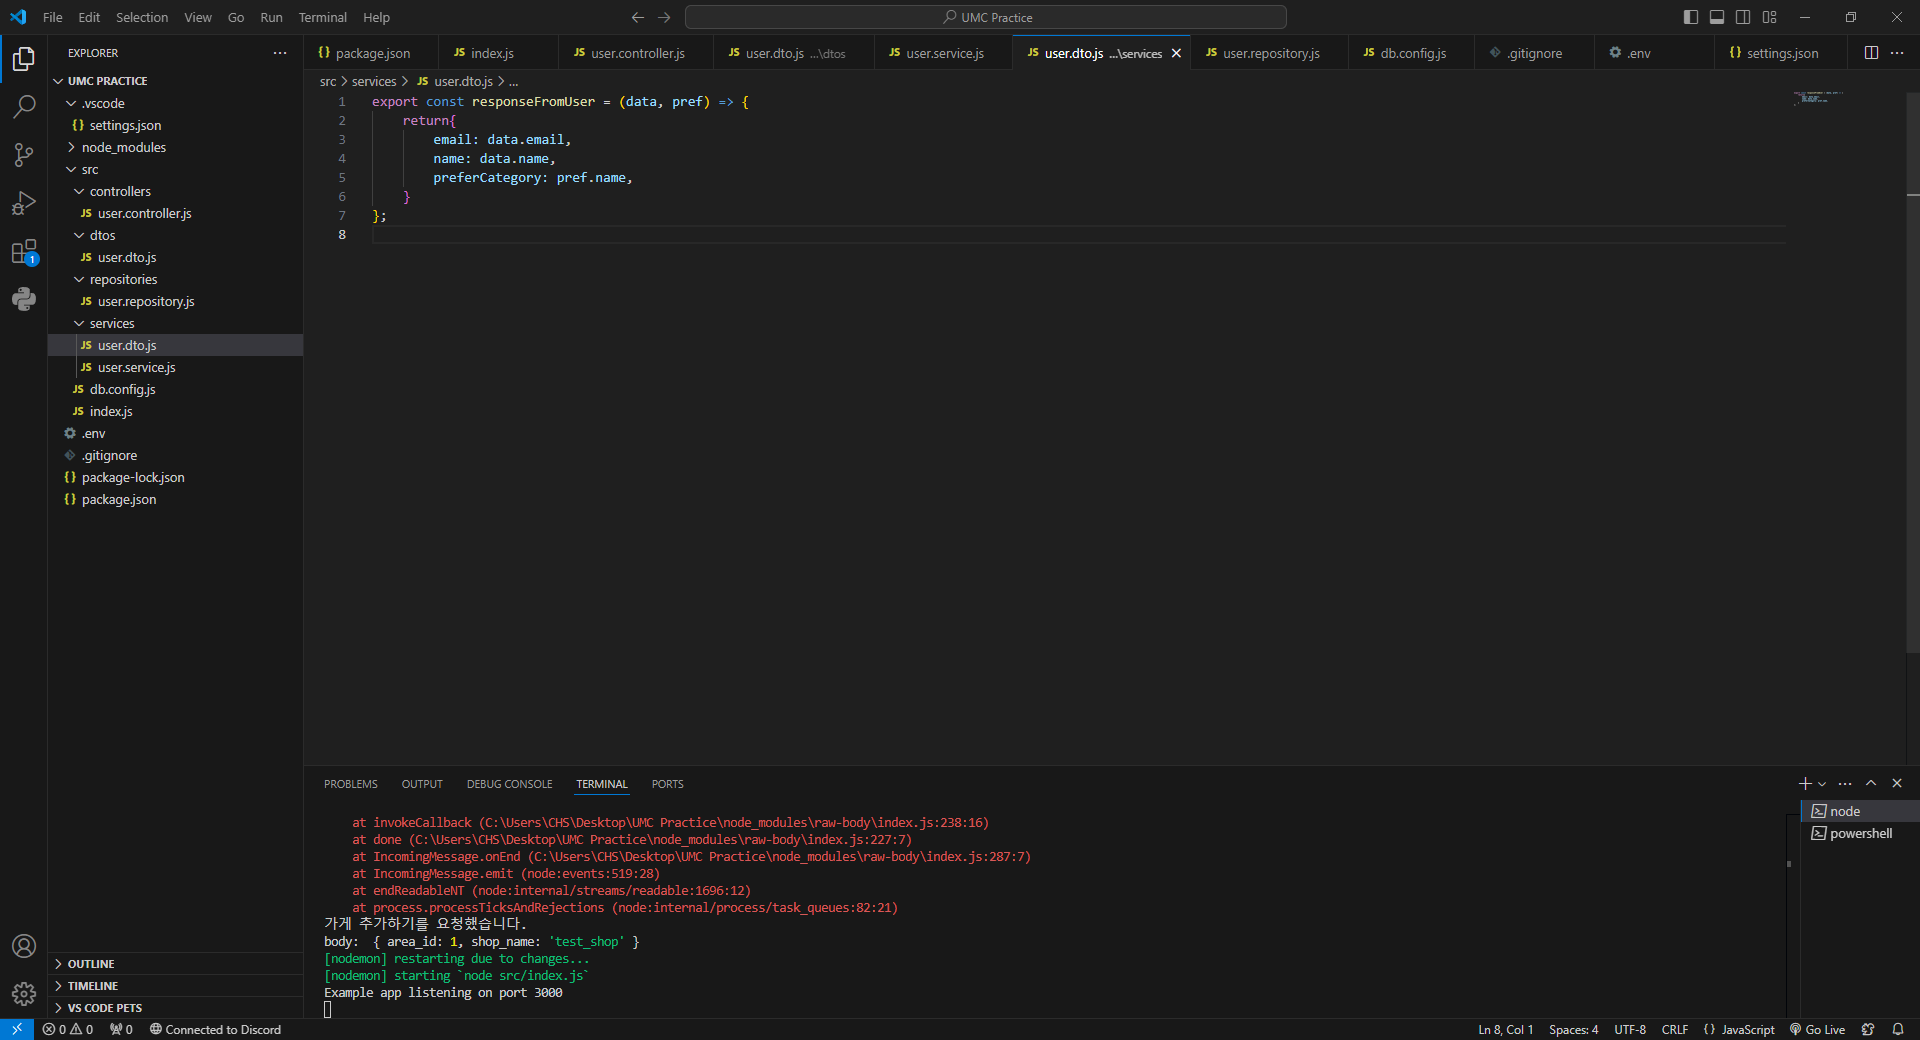 File Edit Selection View Go Run Terminal Help
UMC Practice
EXPLORER
UMC PRACTICE
.vscode
{} settings.json
node_modules
src
controllers
JS user.controller.js
dtos
JS user.dto.js
repositories
JS user.repository.js
services
JS user.dto.js
JS user.service.js
JS db.config.js
JS index.js
.env
.gitignore
{} package-lock.json
{} package.json
OUTLINE
TIMELINE
VS CODE PETS
1
{} package.json JS index.js JS user.controller.js JS user.dto.js ...\dtos JS user.service.js JS user.dto.js ...\services JS user.repository.js JS db.config.js .gitignore .env {} settings.json
src > services > JS user.dto.js > ...
1 export const responseFromUser = (data, pref) => {
2 return{
3 email: data.email,
4 name: data.name,
5 preferCategory: pref.name,
6 }
7 };
8
PROBLEMS OUTPUT DEBUG CONSOLE TERMINAL PORTS
at invokeCallback (C:\Users\CHS\Desktop\UMC Practice\node_modules\raw-body\index.js:238:16)
at done (C:\Users\CHS\Desktop\UMC Practice\node_modules\raw-body\index.js:227:7)
at IncomingMessage.onEnd (C:\Users\CHS\Desktop\UMC Practice\node_modules\raw-body\index.js:287:7)
at IncomingMessage.emit (node:events:519:28)
at endReadableNT (node:internal/streams/readable:1696:12)
at process.processTicksAndRejections (node:internal/process/task_queues:82:21)
가게 추가하기를 요청했습니다.
body: { area_id: 1, shop_name: 'test_shop' }
[nodemon] restarting due to changes...
[nodemon] starting `node src/index.js`
Example app listening on port 3000
node
powershell
0 0 0 Connected to Discord
Ln 8, Col 1 Spaces: 4 UTF-8 CRLF {} JavaScript Go Live